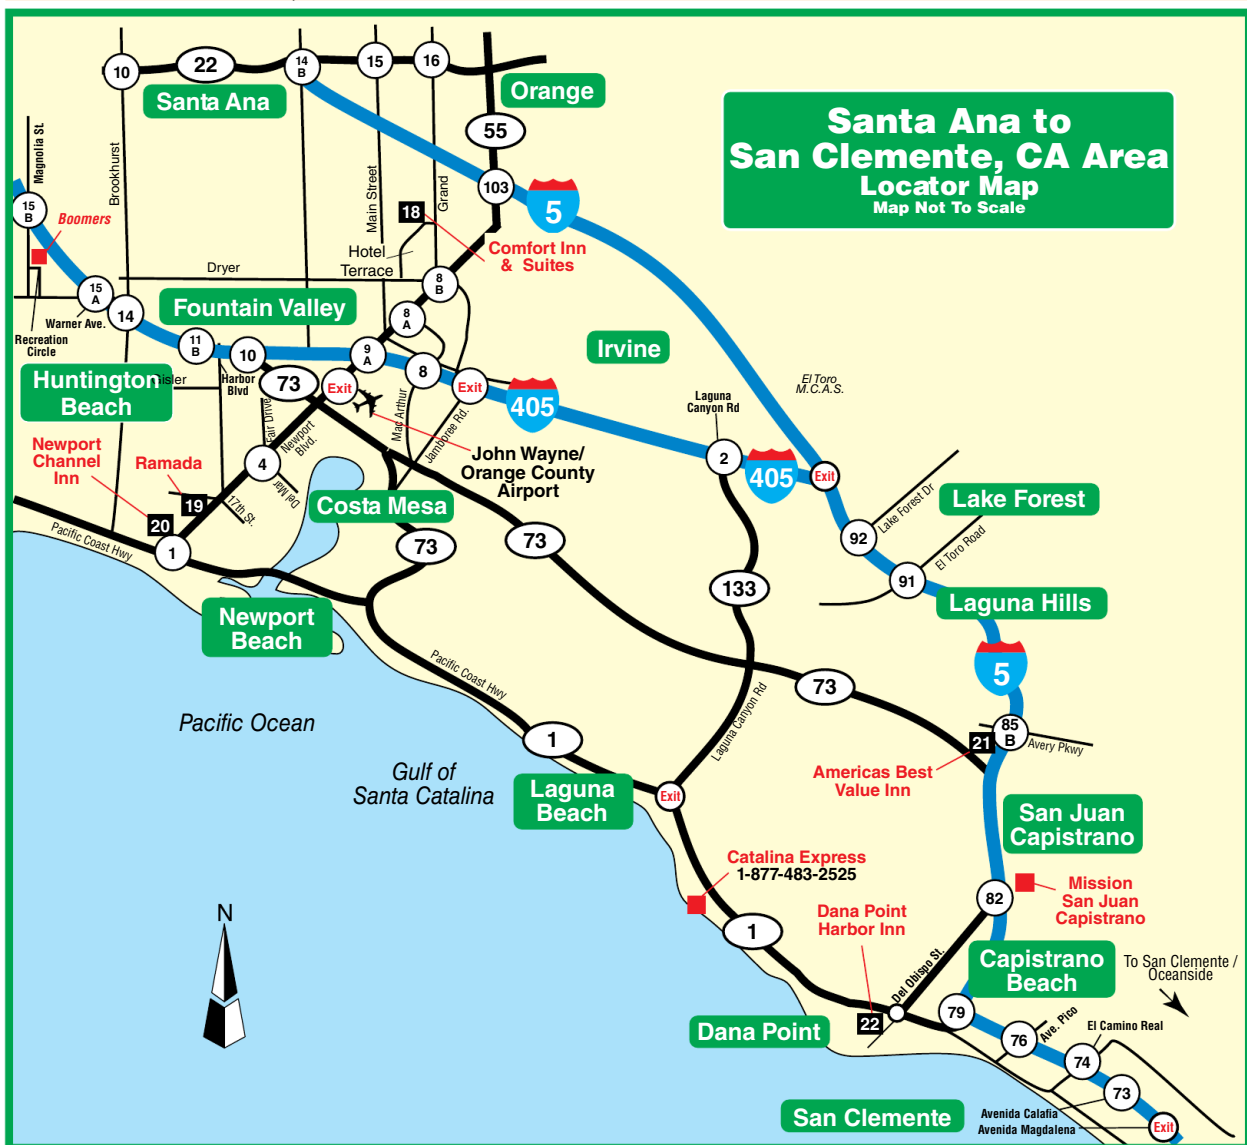 Santa Ana to
San Clemente, CA Area
Locator Map
Map Not To Scale
10
22
14
B
15
16
Santa Ana
Orange
55
103
5
Magnolia St.
Brookhurst
Main Street
Grand
15
B
Boomers
18
Comfort Inn
& Suites
Hotel
Terrace
Dryer
8
B
15
A
14
Warner Ave.
Recreation
Circle
Fountain Valley
8
A
11
B
10
9
A
8
Irvine
Huntington
Beach
Gisler
Harbor
Blvd
73
Exit
Exit
405
El Toro
M.C.A.S.
Laguna
Canyon Rd
Fair Drive
Newport
Blvd.
Mac Arthur
Jamboree Rd.
John Wayne/
Orange County
Airport
Newport
Channel
Inn
Ramada
4
Del Mar
2
405
Exit
19
17th St.
20
1
Pacific Coast Hwy
Costa Mesa
73
73
Lake Forest Dr
Lake Forest
92
El Toro Road
91
133
Laguna Hills
Newport
Beach
5
Pacific Coast Hwy
73
Laguna Canyon Rd
Pacific Ocean
1
21
85
B
Avery Pkwy
Americas Best
Value Inn
Gulf of
Santa Catalina
Laguna
Beach
Exit
San Juan
Capistrano
Catalina Express
1-877-483-2525
82
Mission
San Juan
Capistrano
Dana Point
Harbor Inn
N
1
Del Obispo St.
Capistrano
Beach
To San Clemente /
Oceanside
22
79
Dana Point
76
Ave. Pico
El Camino Real
74
73
San Clemente
Avenida Calafia
Avenida Magdalena
Exit